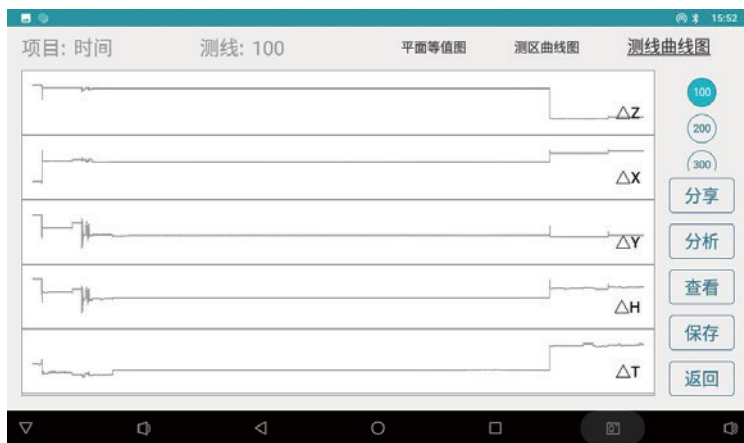 15:52
项目: 时间 测线: 100 平面等值图 测区曲线图 测线曲线图
△Z
△X
△Y
△H
△T
100
200
300
分享
分析
查看
保存
返回